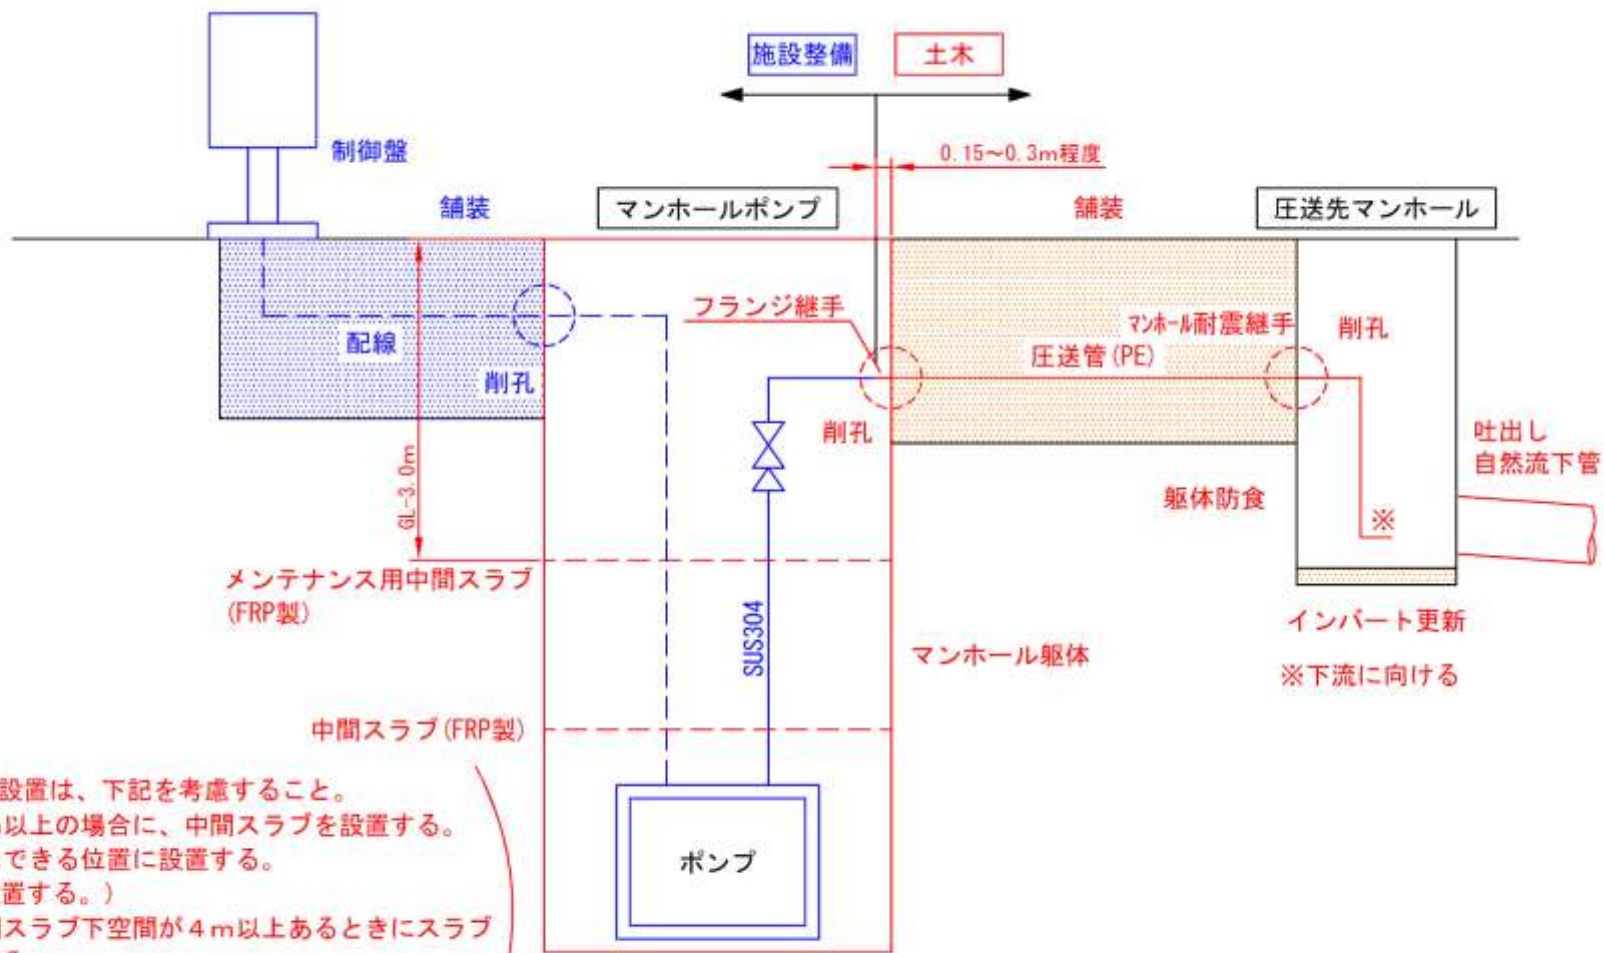 施設整備
土木
制御盤
0.15~0.3m程度
舗装
マンホールポンプ
舗装
圧送先マンホール
フランジ継手
マンホール耐震継手
削孔
配線
圧送管(PE)
削孔
削孔
吐出し
自然流下管
GL-3.0m
躯体防食
※
メンテナンス用中間スラブ
(FRP製)
SUS304
マンホール躯体
インバート更新
※下流に向ける
中間スラブ(FRP製)
設置は、下記を考慮すること。
以上の場合に、中間スラブを設置する。
できる位置に設置する。
置する。)
スラブ下空間が4m以上あるときにスラブ
ポンプ